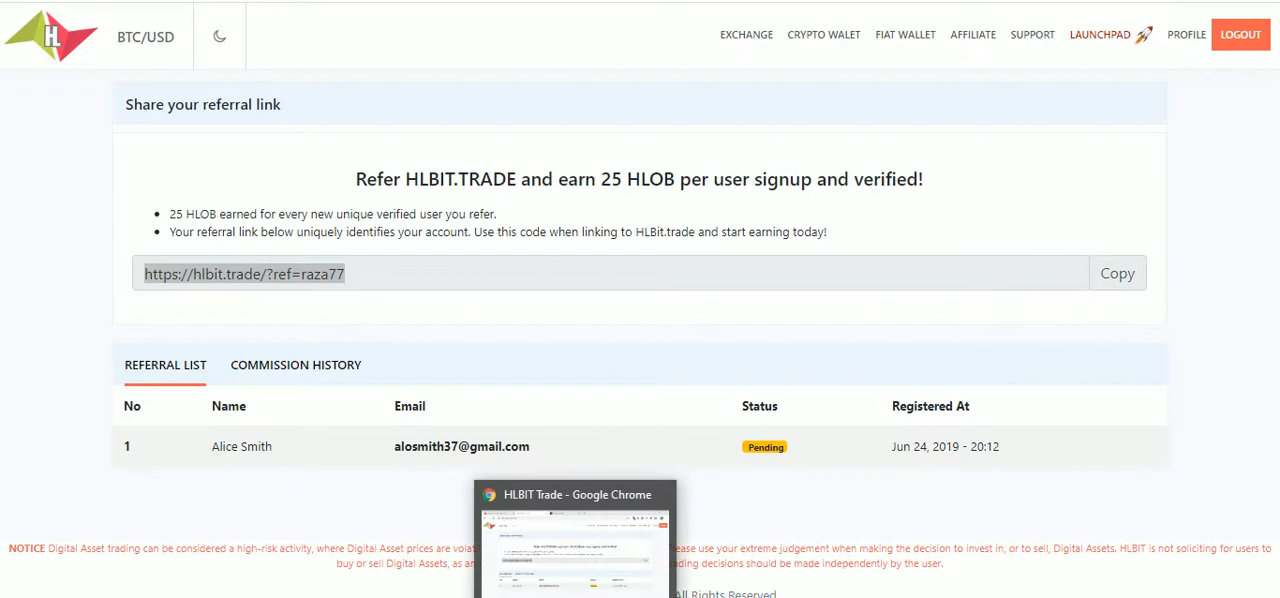 H BTC/USD EXCHANGE CRYPTO WALET FIAT WALLET AFFILIATE SUPPORT LAUNCHPAD PROFILE LOGOUT
Share your referral link
Refer HLBIT.TRADE and earn 25 HLOB per user signup and verified!
• 25 HLOB earned for every new unique verified user you refer.
• Your referral link below uniquely identifies your account. Use this code when linking to HLBit.trade and start earning today!
https://hlbit.trade/?ref=raza77 Copy
REFERRAL LIST COMMISSION HISTORY
No Name Email Status Registered At
1 Alice Smith alosmith37@gmail.com Pending Jun 24, 2019 - 20:12
HLBIT Trade - Google Chrome
NOTICE Digital Asset trading can be considered a high-risk activity, where Digital Asset prices are use your extreme judgement when making the decision to invest in, or to sell, Digital Assets. HLBIT is not soliciting for users to
buy or sell Digital Assets, as decisions should be made independently by the user.
All Rights Reserved